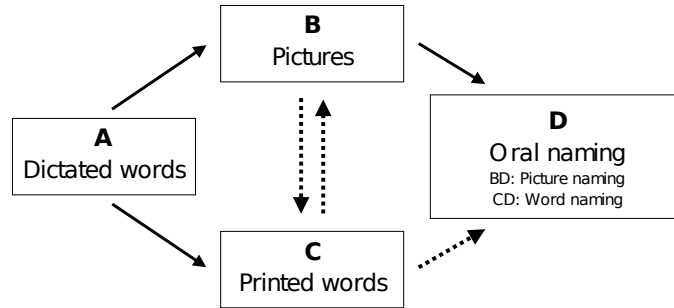 B
Pictures
A
Dictated words
D
Oral naming
BD: Picture naming
CD: Word naming
C
Printed words